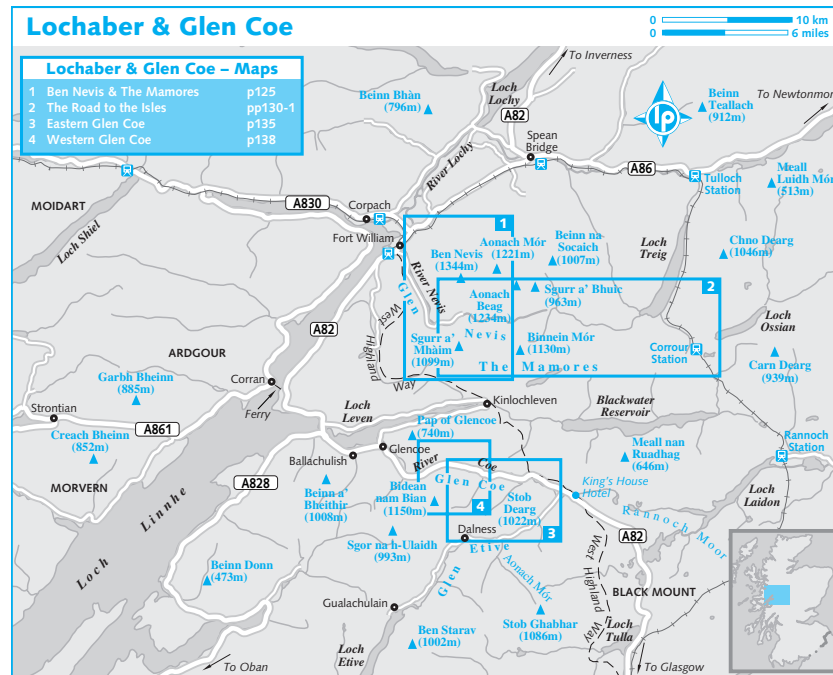 Lochaber & Glen Coe
0 10 km
0 6 miles
Lochaber & Glen Coe – Maps
1 Ben Nevis & The Mamores p125
2 The Road to the Isles pp130-1
3 Eastern Glen Coe p135
4 Western Glen Coe p138
To Inverness
To Newtonmore
Beinn Bhàn
(796m)
Loch
Lochy
A82
Beinn
Teallach
(912m)
lp
Spean
Bridge
A86
River Lochy
Tulloch
Station
Meall
Luidh Mór
(513m)
MOIDART
A830
Corpach
Loch Shiel
Fort William
1
Aonach Mór
(1221m)
Beinn na
Socaich
(1007m)
Ben Nevis
(1344m)
Loch
Treig
Chno Dearg
(1046m)
River Nevis
Glen
Nevis
Aonach
Beag
(1234m)
Sgurr a' Bhuic
(963m)
2
A82
West
Highland
Way
Sgurr a'
Mhàim
(1099m)
Binnein Mór
(1130m)
The Mamores
Loch
Ossian
Corrour
Station
Carn Dearg
(939m)
ARDGOUR
Garbh Bheinn
(885m)
Corran
Ferry
Strontian
A861
Creach Bheinn
(852m)
Loch
Leven
Kinlochleven
Blackwater
Reservoir
Pap of Glencoe
(740m)
Glencoe
Ballachulish
River Coe
Meall nan
Ruadhag
(646m)
Rannoch
Station
MORVERN
A828
Beinn a'
Bheithir
(1008m)
Bidean
nam Bian
(1150m)
Glen Coe
4
Stob
Dearg
(1022m)
3
King's House
Hotel
Rannoch Moor
Loch
Laidon
Loch Linnhe
Sgor na h-Ulaidh
(993m)
Dalness
Glen Etive
A82
Beinn Donn
(473m)
Aonach Mór
West Highland Way
BLACK MOUNT
Gualachulain
Stob Ghabhar
(1086m)
Loch
Tulla
Ben Starav
(1002m)
Loch
Etive
To Oban
To Glasgow